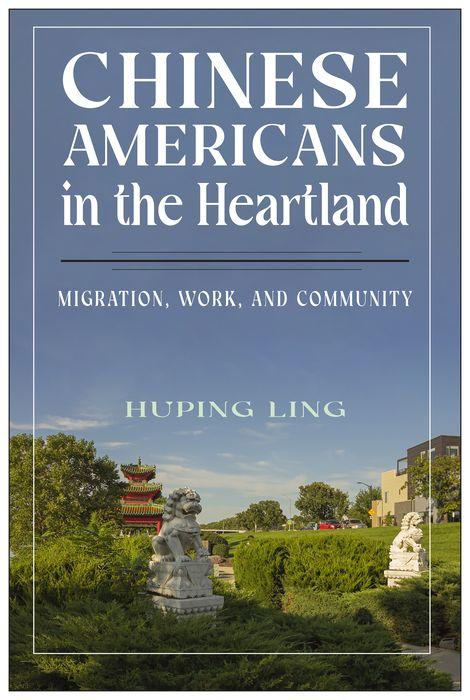 CHINESE
AMERICANS
in the Heartland
MIGRATION, WORK, AND COMMUNITY
HUPING LING